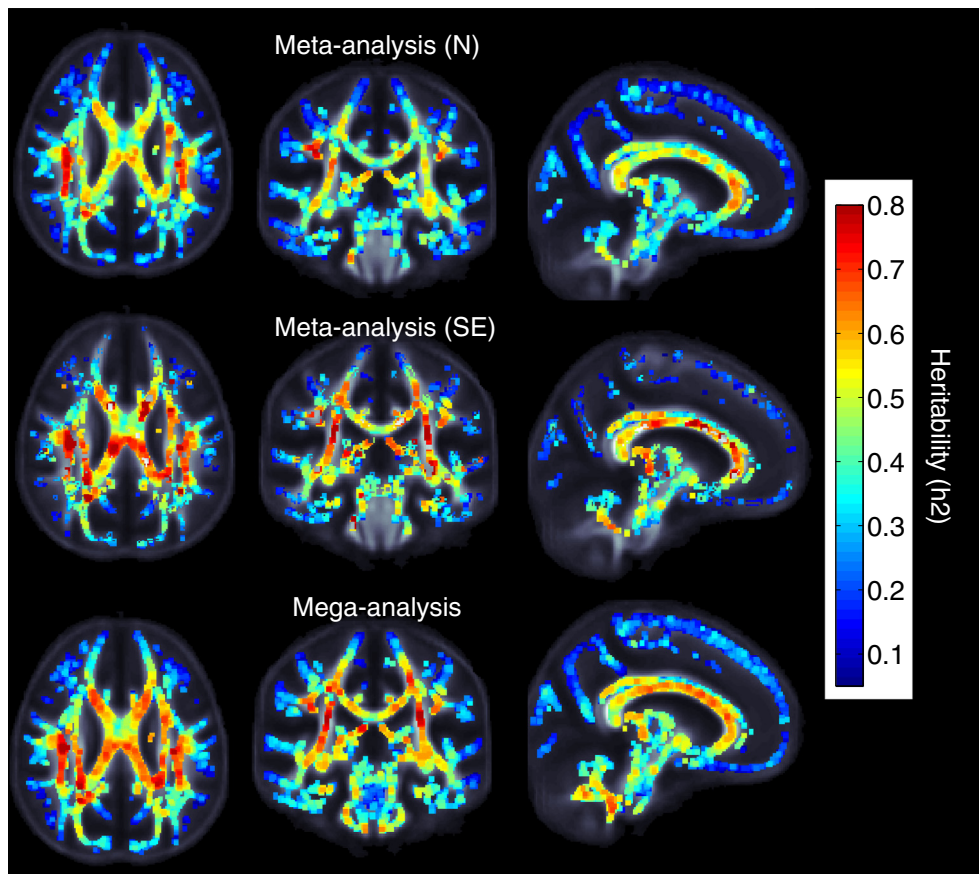 Meta-analysis (N)
Meta-analysis (SE)
Mega-analysis
0.8
0.7
0.6
0.5
0.4
0.3
0.2
0.1
Heritability (h2)